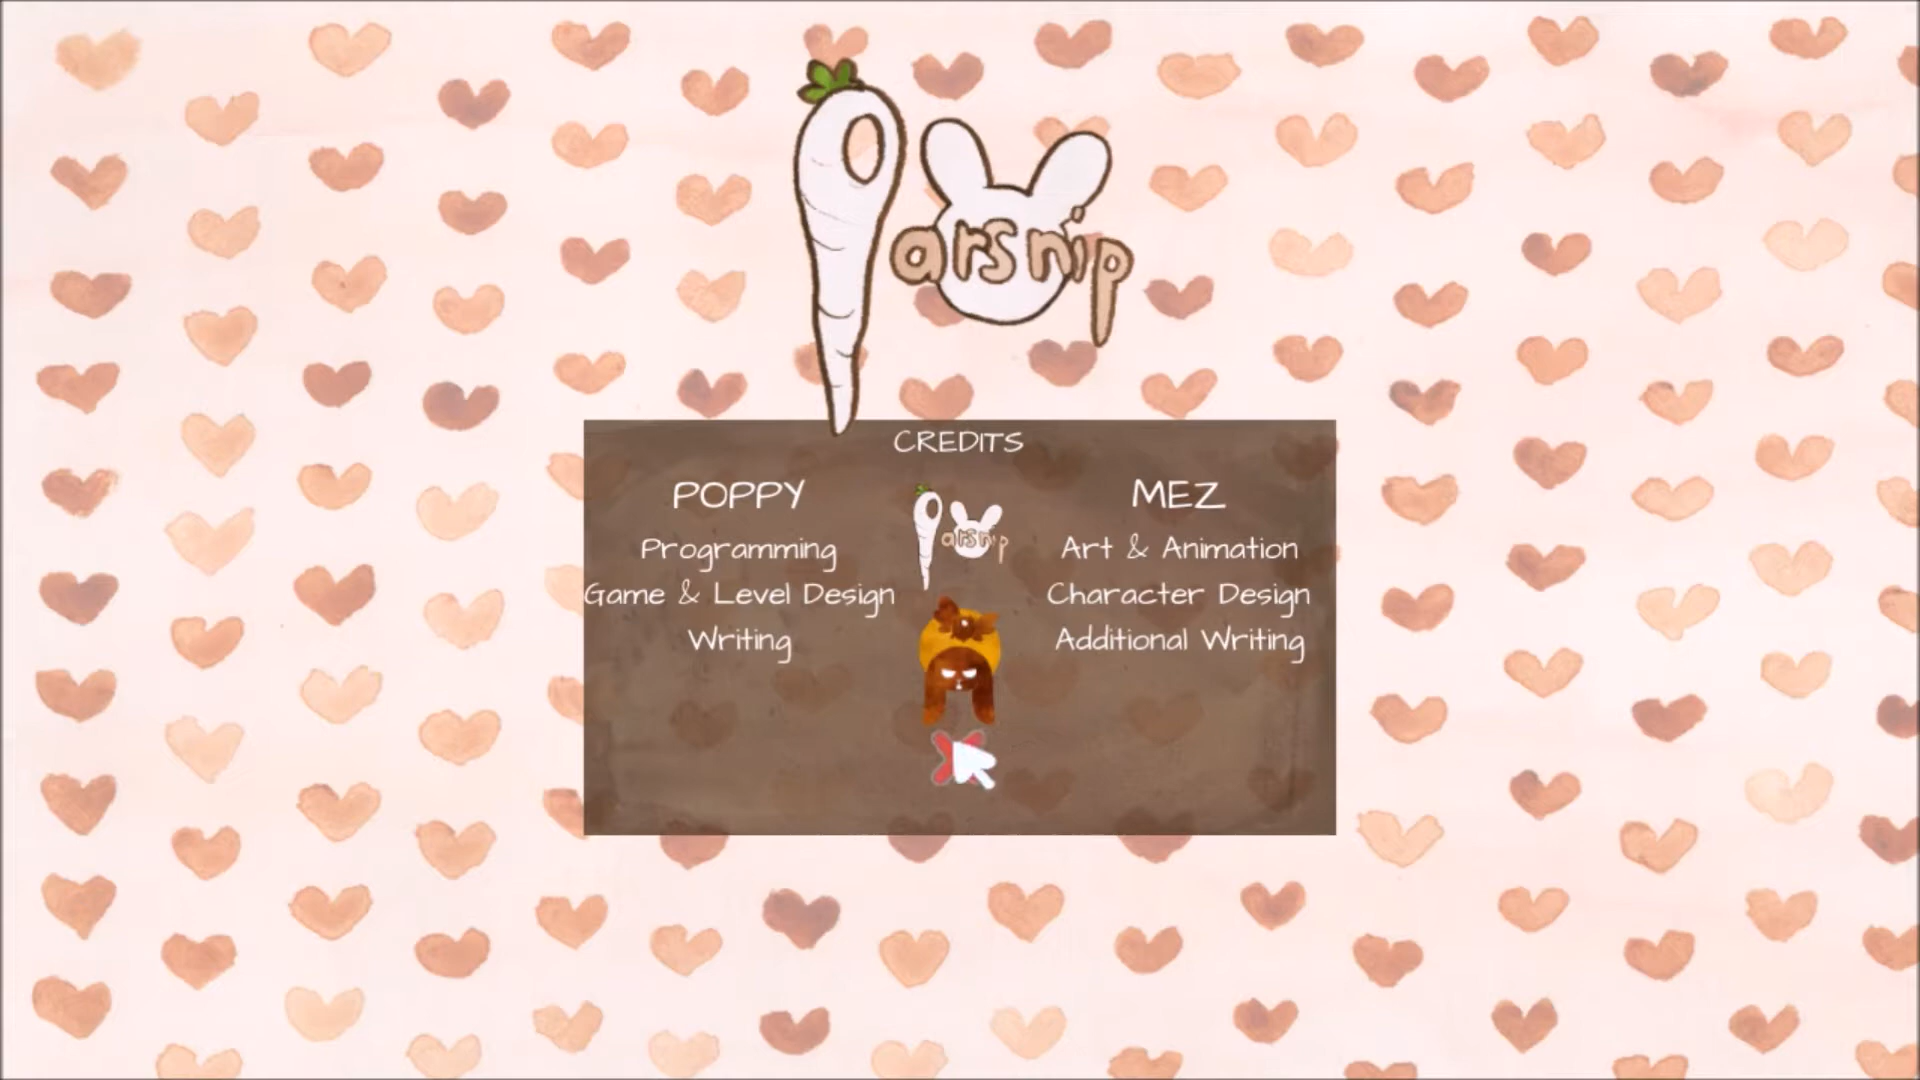 Parsnip
CREDITS
POPPY
Programming
Game & Level Design
Writing
Parsnip
MEZ
Art & Animation
Character Design
Additional Writing